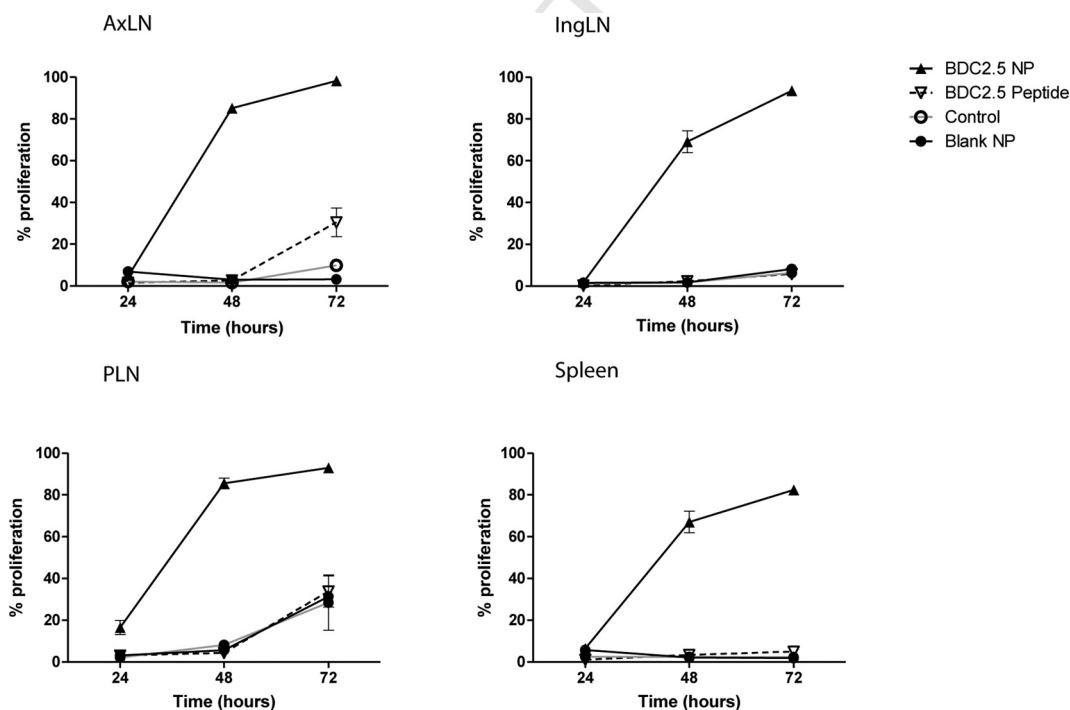 AxLN
IngLN
BDC2.5 NP
BDC2.5 Peptide
Control
Blank NP
100
80
60
40
20
0
% proliferation
24
48
72
Time (hours)
100
80
60
40
20
0
% proliferation
24
48
72
Time (hours)
PLN
Spleen
100
80
60
40
20
0
% proliferation
24
48
72
Time (hours)
100
80
60
40
20
0
% proliferation
24
48
72
Time (hours)